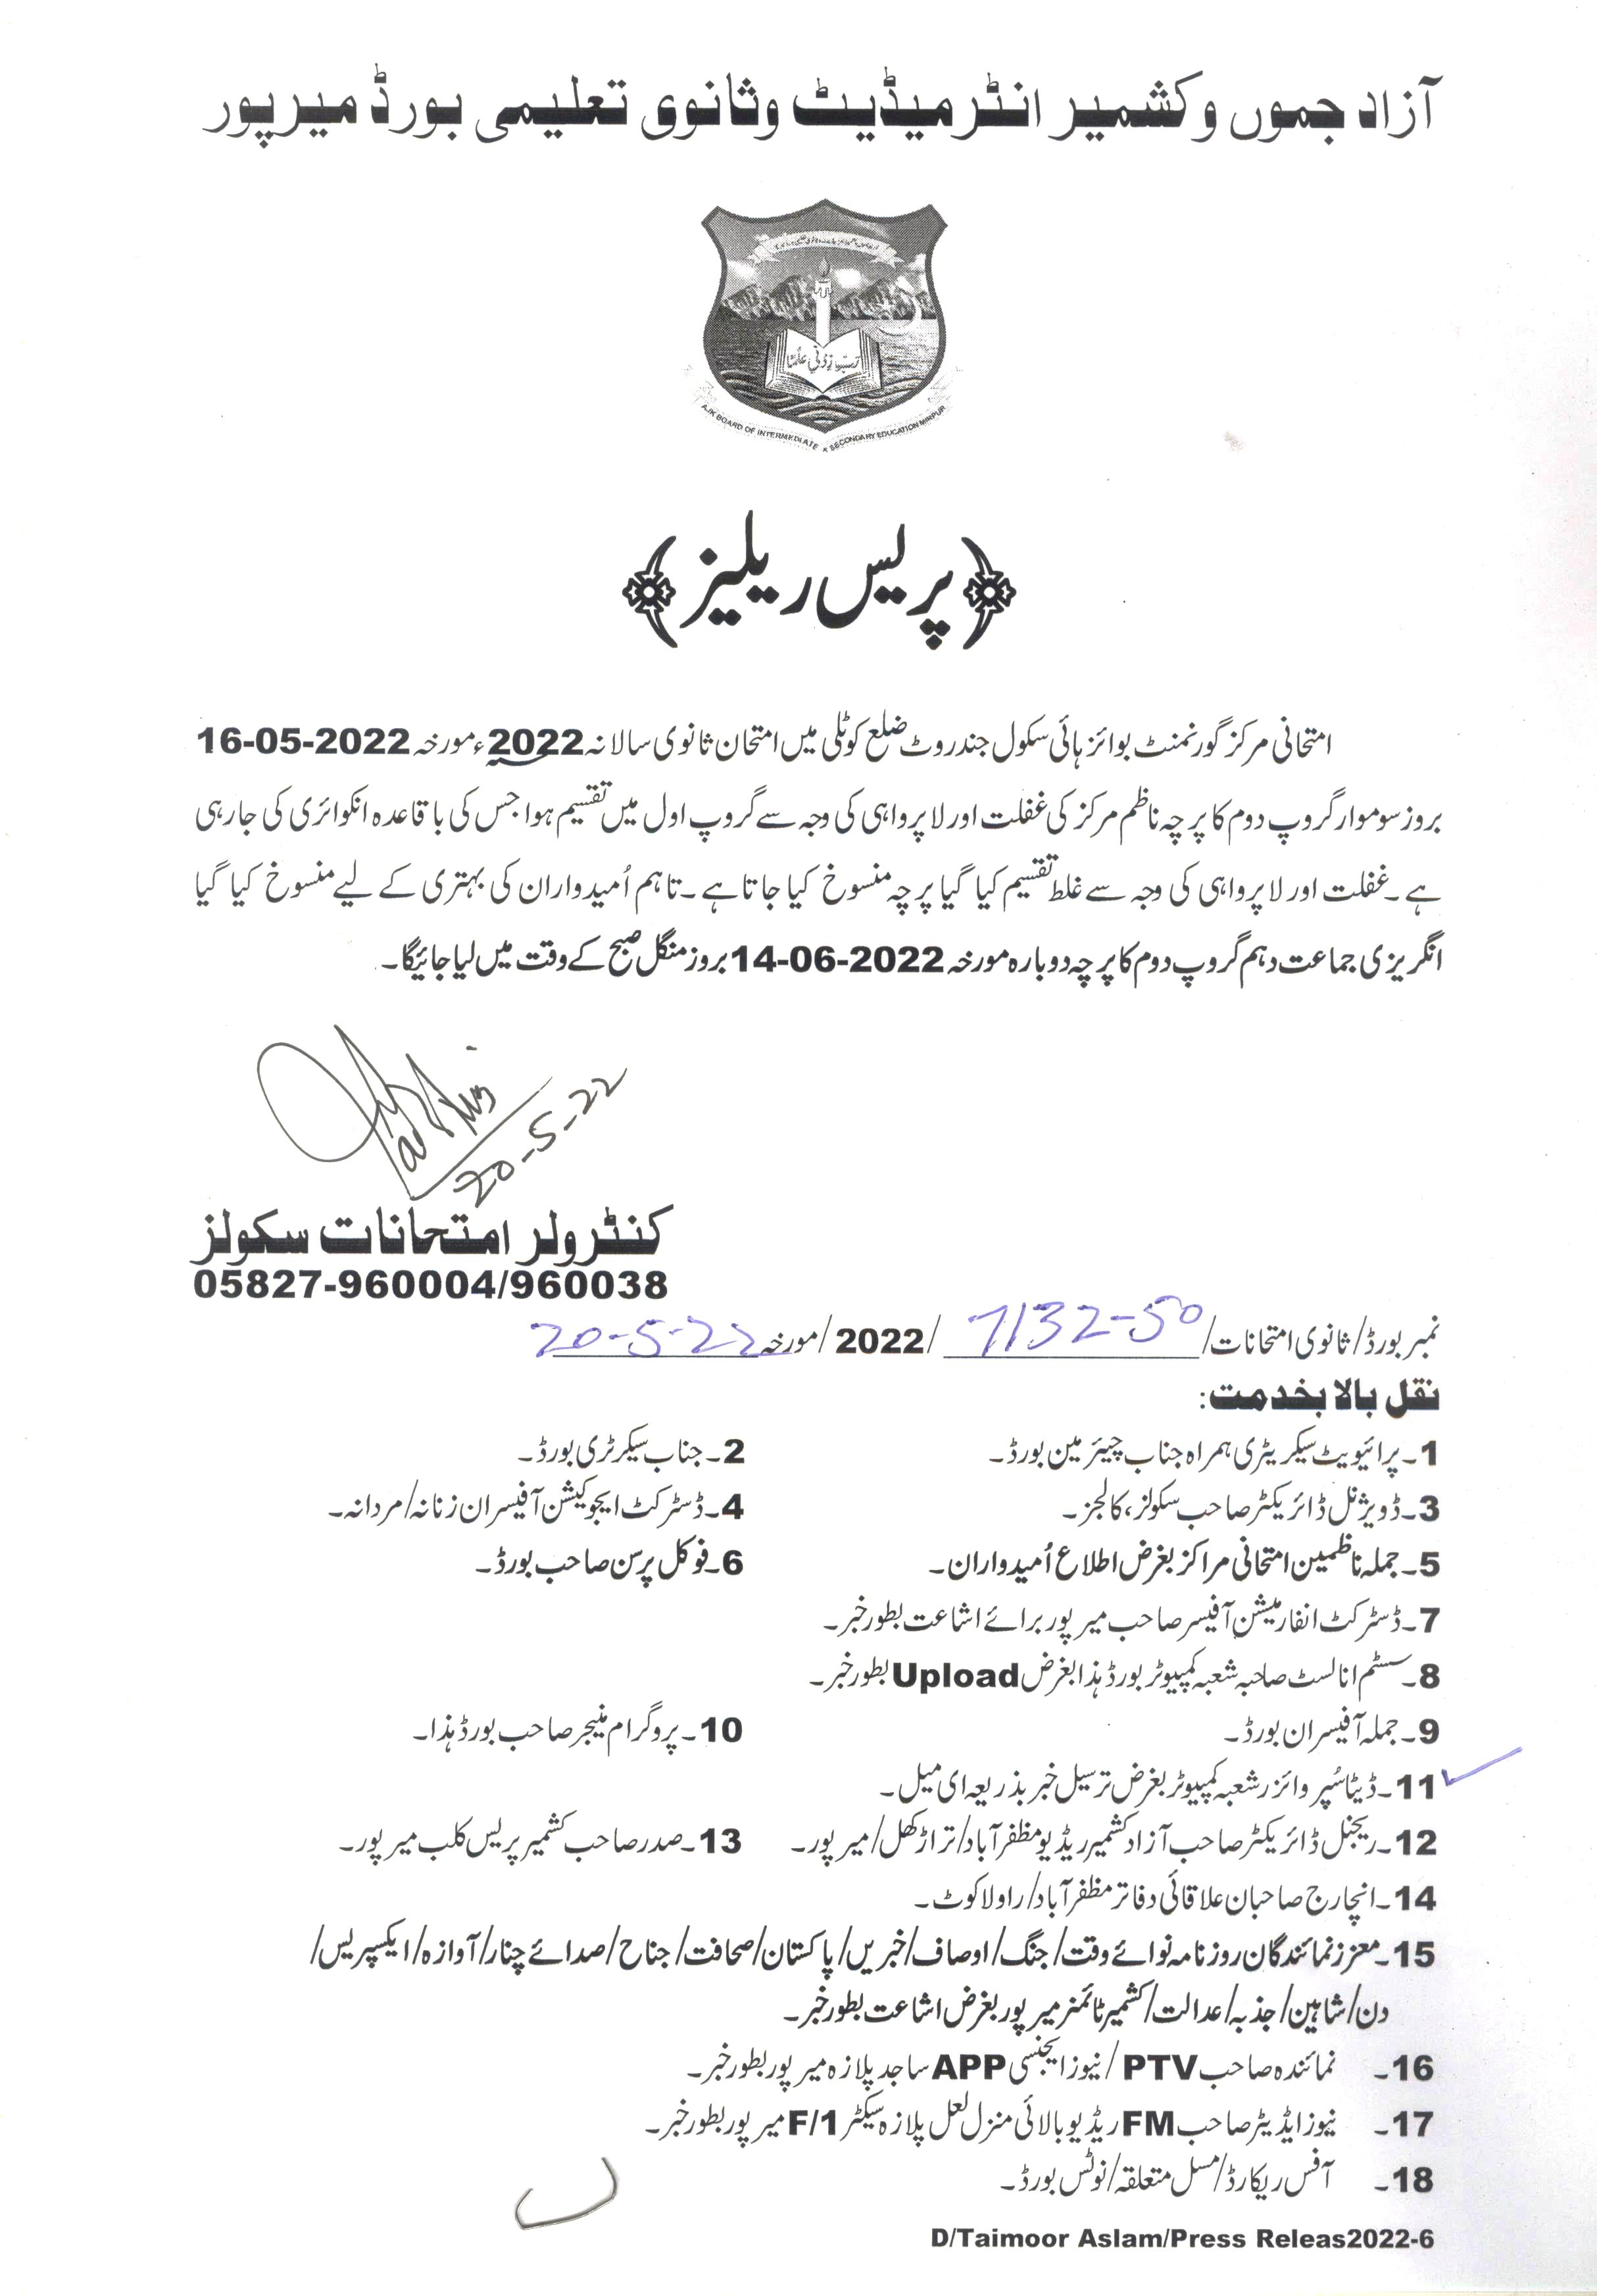 آزاد جموں و کشمیر انٹرمیڈیٹ و ثانوی تعلیمی بورڈ میرپور
رَبِّ زِدْنِي عِلْمًا
AJK BOARD OF INTERMEDIATE & SECONDARY EDUCATION MIRPUR
﴿پریس ریلیز﴾
امتحانی مرکز گورنمنٹ بوائز ہائی سکول جندروٹ ضلع کوٹلی میں امتحان ثانوی سالانہ 2022ء مورخہ 16-05-2022
بروز سوموار گروپ دوم کا پرچہ ناظم مرکز کی غفلت اور لاپرواہی کی وجہ سے گروپ اول میں تقسیم ہوا جس کی باقاعدہ انکوائری کی جارہی
ہے۔ غفلت اور لاپرواہی کی وجہ سے غلط تقسیم کیا گیا پرچہ منسوخ کیا جاتا ہے۔ تاہم اُمیدواران کی بہتری کے لیے منسوخ کیا گیا
انگریزی جماعت دہم گروپ دوم کا پرچہ دوبارہ مورخہ 14-06-2022 بروز منگل صبح کے وقت میں لیا جائیگا۔
20-5-22
کنٹرولر امتحانات سکولز
05827-960004/960038
نمبر بورڈ/ثانوی امتحانات/7132-50/2022/مورخہ 20-5-22
نقل بالا بخدمت:
1۔ پرائیویٹ سیکریٹری ہمراہ جناب چیئرمین بورڈ۔ 2۔ جناب سیکرٹری بورڈ۔
3۔ ڈویژنل ڈائریکٹر صاحب سکولز، کالجز۔ 4۔ ڈسٹرکٹ ایجوکیشن آفیسران زنانہ/مردانہ۔
5۔ جملہ ناظمین امتحانی مراکز بغرض اطلاع اُمیدواران۔ 6۔ فوکل پرسن صاحب بورڈ۔
7۔ ڈسٹرکٹ انفارمیشن آفیسر صاحب میرپور برائے اشاعت بطور خبر۔
8۔ سسٹم انالسٹ صاحبہ شعبہ کمپیوٹر بورڈ ہذا بغرض Upload بطور خبر۔
9۔ جملہ آفیسران بورڈ۔ 10۔ پروگرام منیجر صاحب بورڈ ہذا۔
11۔ ڈیٹا سُپروائزر شعبہ کمپیوٹر بغرض ترسیل خبر بذریعہ ای میل۔
12۔ ریجنل ڈائریکٹر صاحب آزاد کشمیر ریڈیو مظفرآباد/تراڑکھل/میرپور۔ 13۔ صدر صاحب کشمیر پریس کلب میرپور۔
14۔ انچارج صاحبان علاقائی دفاتر مظفرآباد/راولاکوٹ۔
15۔ معزز نمائندگان روزنامہ نوائے وقت/جنگ/اوصاف/خبریں/پاکستان/صحافت/جناح/صدائے چنار/آوازہ/ایکسپریس/
دن/شاہین/جذبہ/عدالت/کشمیر ٹائمنر میرپور بغرض اشاعت بطور خبر۔
16۔ نمائندہ صاحب PTV/نیوز ایجنسی APP ساجد پلازہ میرپور بطور خبر۔
17۔ نیوز ایڈیٹر صاحب FM ریڈیو بالائی منزل لعل پلازہ سیکٹر F/1 میرپور بطور خبر۔
18۔ آفس ریکارڈ/مسل متعلقہ/نوٹس بورڈ۔
D/Taimoor Aslam/Press Releas2022-6